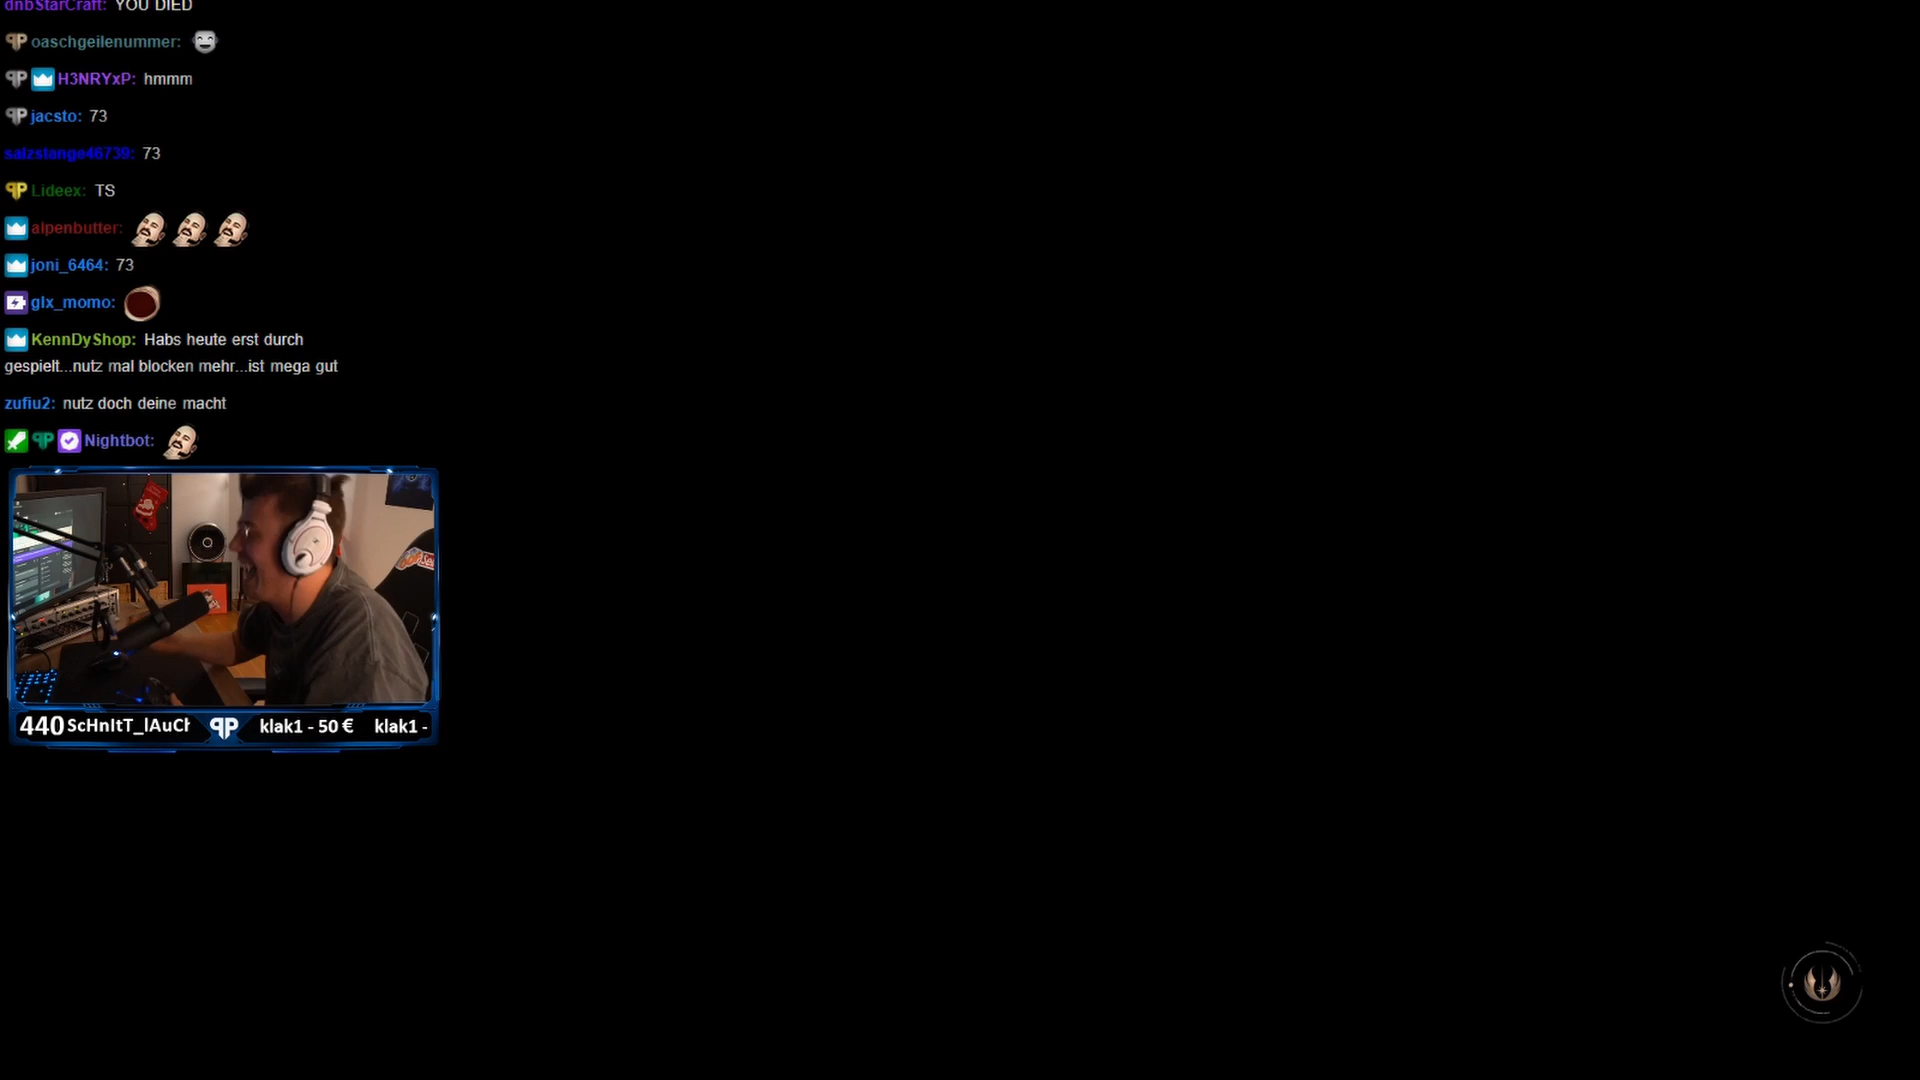 dnbStarCraft: YOU DIED
oaschgeilenummer:
H3NRYxP: hmmm
jacsto: 73
salzstange46739: 73
Lideex: TS
alpenbutter:
joni_6464: 73
glx_momo:
KennDyShop: Habs heute erst durch
gespielt...nutz mal blocken mehr...ist mega gut
zufiu2: nutz doch deine macht
Nightbot:
440 ScHnItT_lAuCh klak1 - 50 € klak1 -